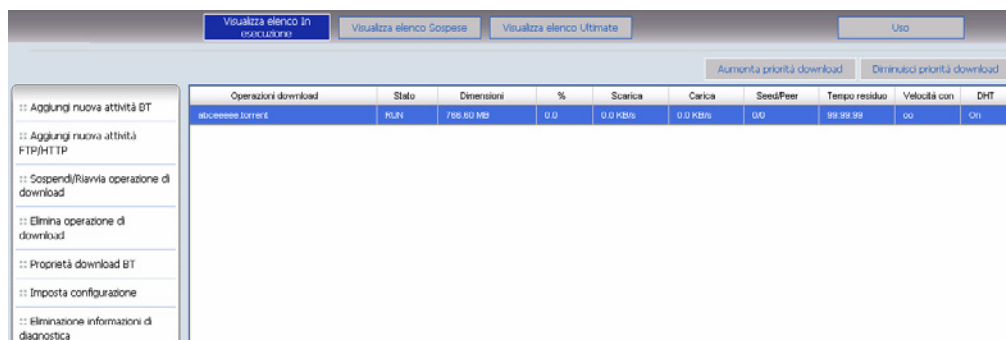 Visualizza elenco In
esecuzione
Visualizza elenco Sospese
Visualizza elenco Ultimate
Uso
Aumenta priorità download
Diminuisci priorità download
:: Aggiungi nuova attività BT
:: Aggiungi nuova attività
FTP/HTTP
:: Sospendi/Riavvia operazione di
download
:: Elimina operazione di
download
:: Proprietà download BT
:: Imposta configurazione
:: Eliminazione informazioni di
diagnostica
Operazioni download Stato Dimensioni % Scarica Carica Seed/Peer Tempo residuo Velocità con DHT
abceeeee.torrent RUN 766.60 MB 0.0 0.0 KB/s 0.0 KB/s 0/0 99.99.99 oo On